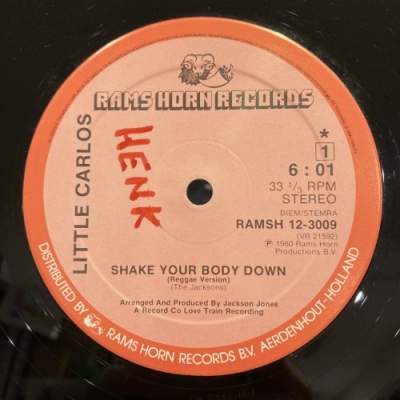 RAMS HORN RECORDS
LITTLE CARLOS
HENK
*
1
6 : 01
33 1/3 RPM
STEREO
BIEM/STEMRA
RAMSH 12-3009
(VR 21592)
℗ 1980 Rams Horn
Productions B.V.
SHAKE YOUR BODY DOWN
(Reggae Version)
(The Jacksons)
Arranged And Produced By Jackson Jones
A Record Co Love Train Recording
DISTRIBUTED BY RAMS HORN RECORDS B.V. AERDENHOUT-HOLLAND